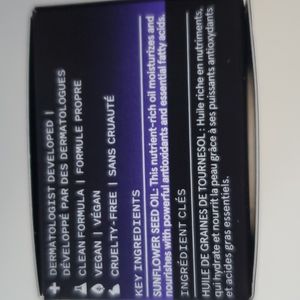 DERMATOLOGIST DEVELOPED |
DÉVELOPPÉ PAR DES DERMATOLOGUES
CLEAN FORMULA | FORMULE PROPRE
VEGAN | VÉGAN
CRUELTY-FREE | SANS CRUAUTÉ
KEY INGREDIENTS
SUNFLOWER SEED OIL: This nutrient-rich oil moisturizes and
nourishes with powerful antioxidants and essential fatty acids.
INGRÉDIENT CLÉS
HUILE DE GRAINES DE TOURNESOL : Huile riche en nutriments,
qui hydrate et nourrit la peau grâce à ses puissants antioxydants
et acides gras essentiels.